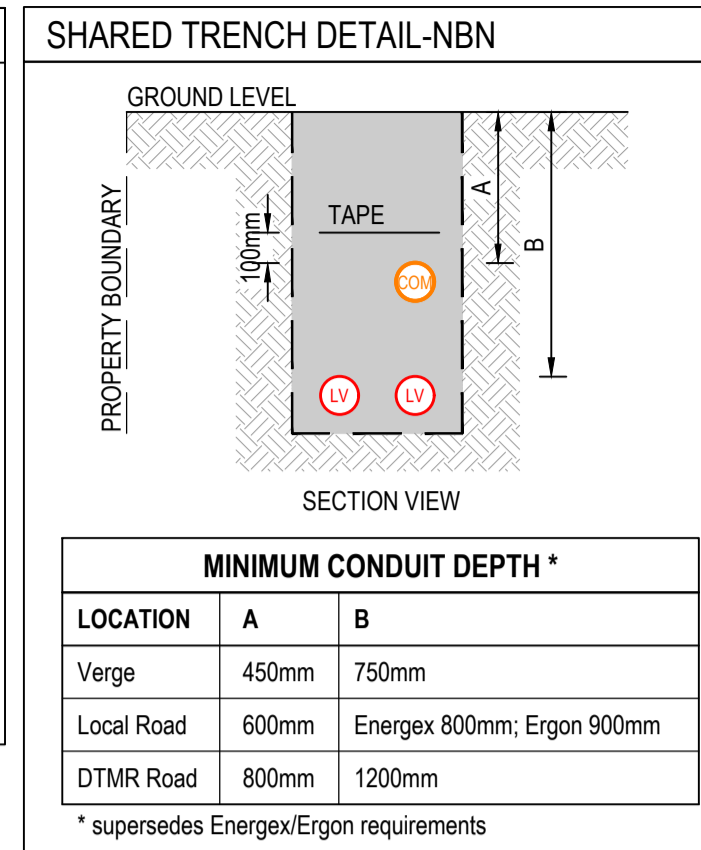 SHARED TRENCH DETAIL-NBN
GROUND LEVEL
PROPERTY BOUNDARY
TAPE
100mm
A
B
COM
LV LV
SECTION VIEW
MINIMUM CONDUIT DEPTH *
LOCATION A B
Verge 450mm 750mm
Local Road 600mm Energex 800mm; Ergon 900mm
DTMR Road 800mm 1200mm
* supersedes Energex/Ergon requirements